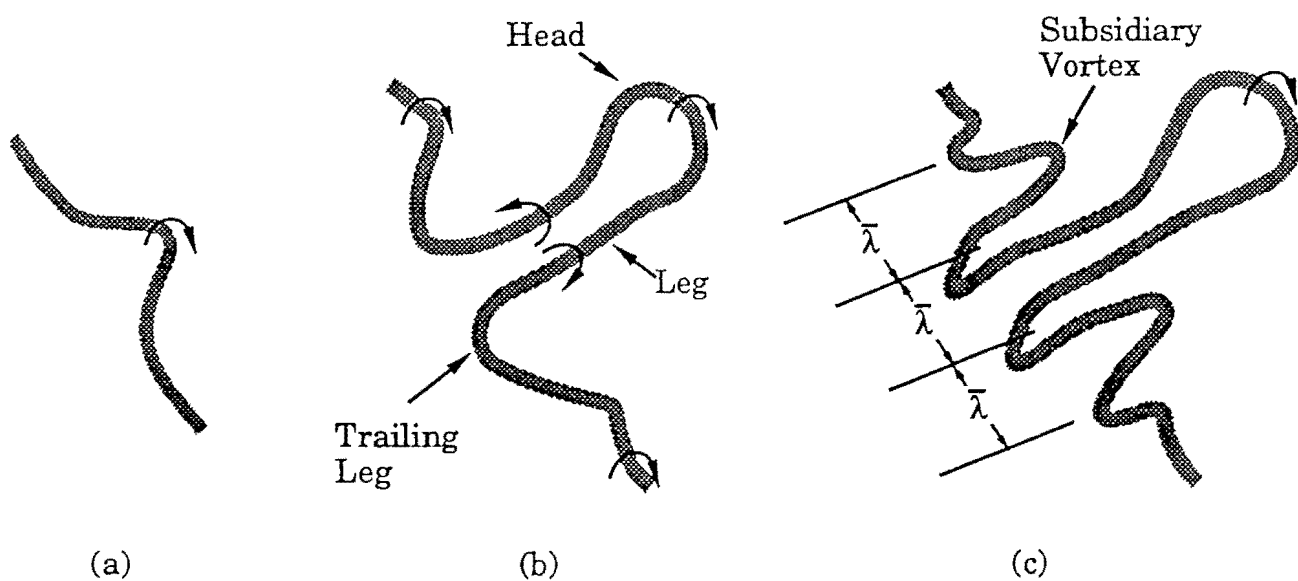 Head
Leg
Trailing
Leg
Subsidiary
Vortex
λ̄
λ̄
λ̄
(a)
(b)
(c)